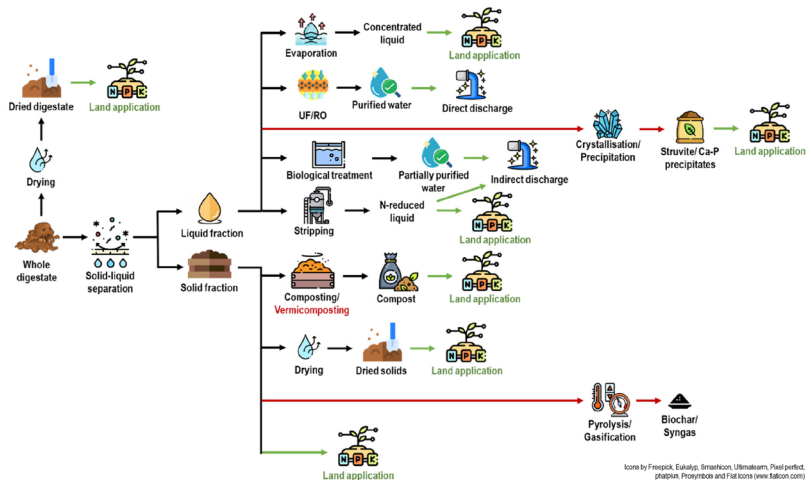 Evaporation
Concentrated
liquid
N P K
Land application
Dried digestate
N P K
Land application
UF/RO
Purified water
Direct discharge
Drying
Biological treatment
Partially purified
water
Indirect discharge
Crystallisation/
Precipitation
Struvite/ Ca-P
precipitates
N P K
Land application
Whole
digestate
Solid-liquid
separation
Liquid fraction
Stripping
N-reduced
liquid
N P K
Land application
Solid fraction
Composting/
Vermicomposting
Compost
N P K
Land application
Drying
Dried solids
N P K
Land application
Pyrolysis/
Gasification
Biochar/
Syngas
N P K
Land application
Icons by Freepick, Eukalyp, Smashicon, Ultimatearm, Pixel perfect,
phatplus, Prosymbols and Flat Icons (www.flaticon.com)